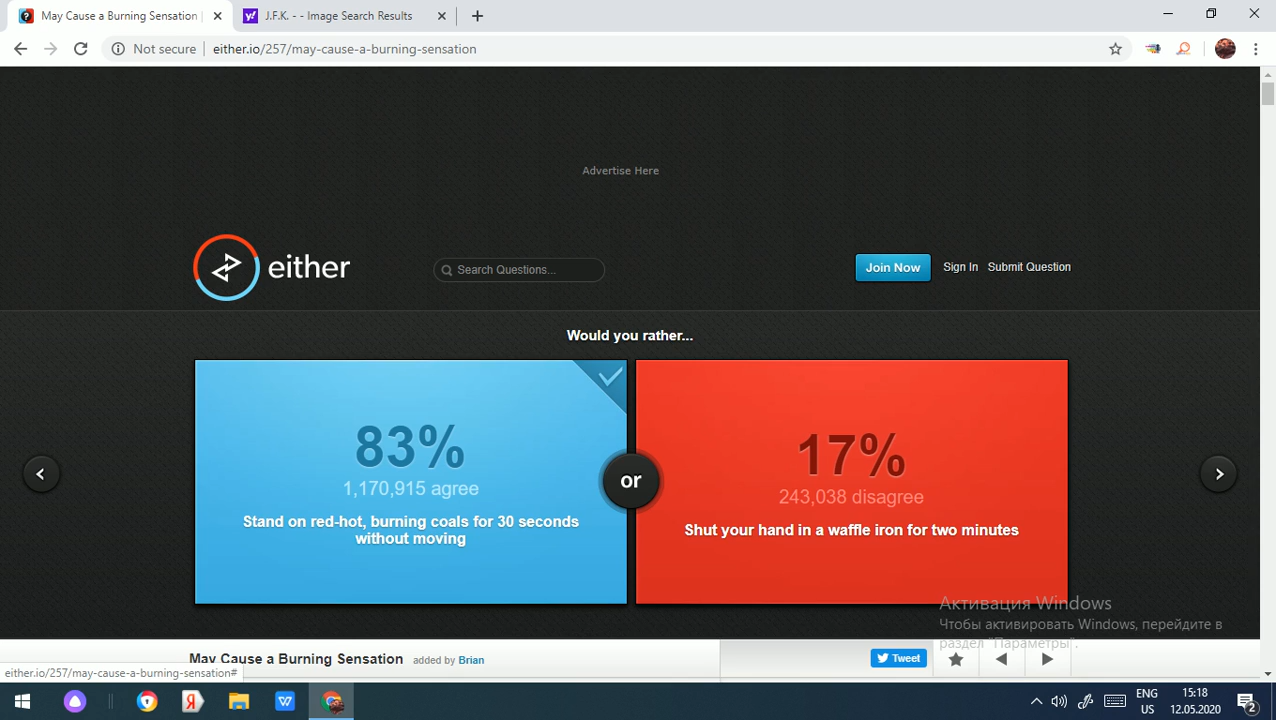 May Cause a Burning Sensation
J.F.K. - - Image Search Results
Not secure
either.io/257/may-cause-a-burning-sensation
Advertise Here
either
Search Questions...
Join Now
Sign In
Submit Question
Would you rather...
83%
1,170,915 agree
Stand on red-hot, burning coals for 30 seconds
without moving
or
17%
243,038 disagree
Shut your hand in a waffle iron for two minutes
Активация Windows
Чтобы активировать Windows, перейдите в
раздел "Параметры".
May Cause a Burning Sensation added by Brian
Tweet
either.io/257/may-cause-a-burning-sensation#
ENG
US
15:18
12.05.2020
2